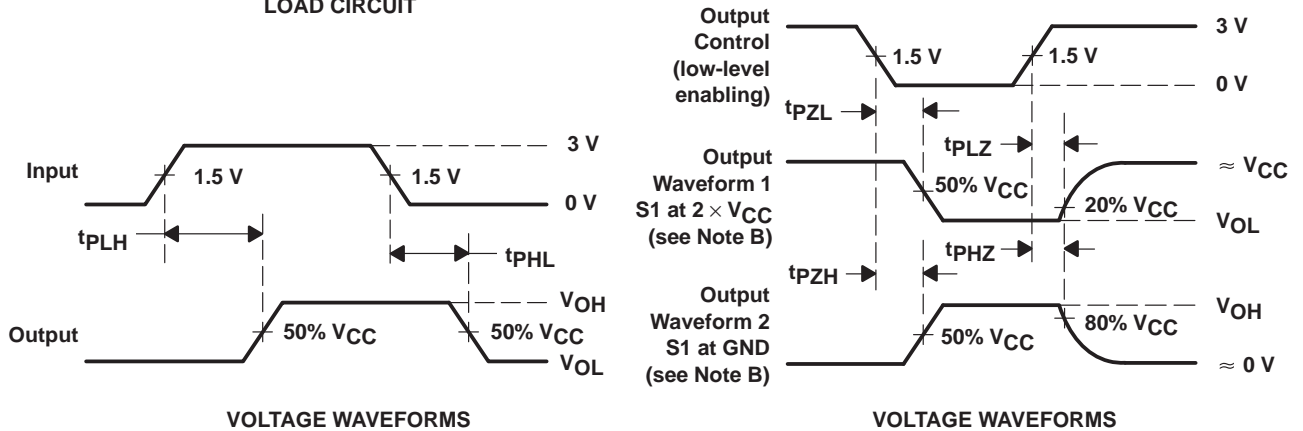 LOAD CIRCUIT
Input
1.5 V
1.5 V
3 V
0 V
tPLH
tPHL
Output
50% VCC
50% VCC
VOH
VOL
VOLTAGE WAVEFORMS
Output
Control
(low-level
enabling)
1.5 V
1.5 V
3 V
0 V
tPZL
tPLZ
Output
Waveform 1
S1 at 2 × VCC
(see Note B)
50% VCC
20% VCC
≈ VCC
VOL
tPZH
tPHZ
Output
Waveform 2
S1 at GND
(see Note B)
50% VCC
80% VCC
VOH
≈ 0 V
VOLTAGE WAVEFORMS